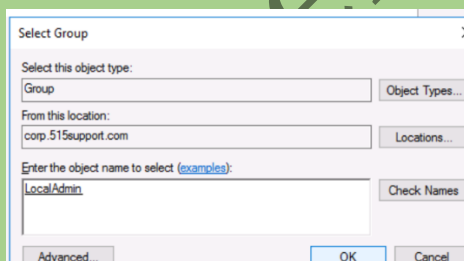 Select Group
Select this object type:
Group
Object Types...
From this location:
corp.515support.com
Locations...
Enter the object name to select (examples):
LocalAdmin
Check Names
Advanced...
OK
Cancel